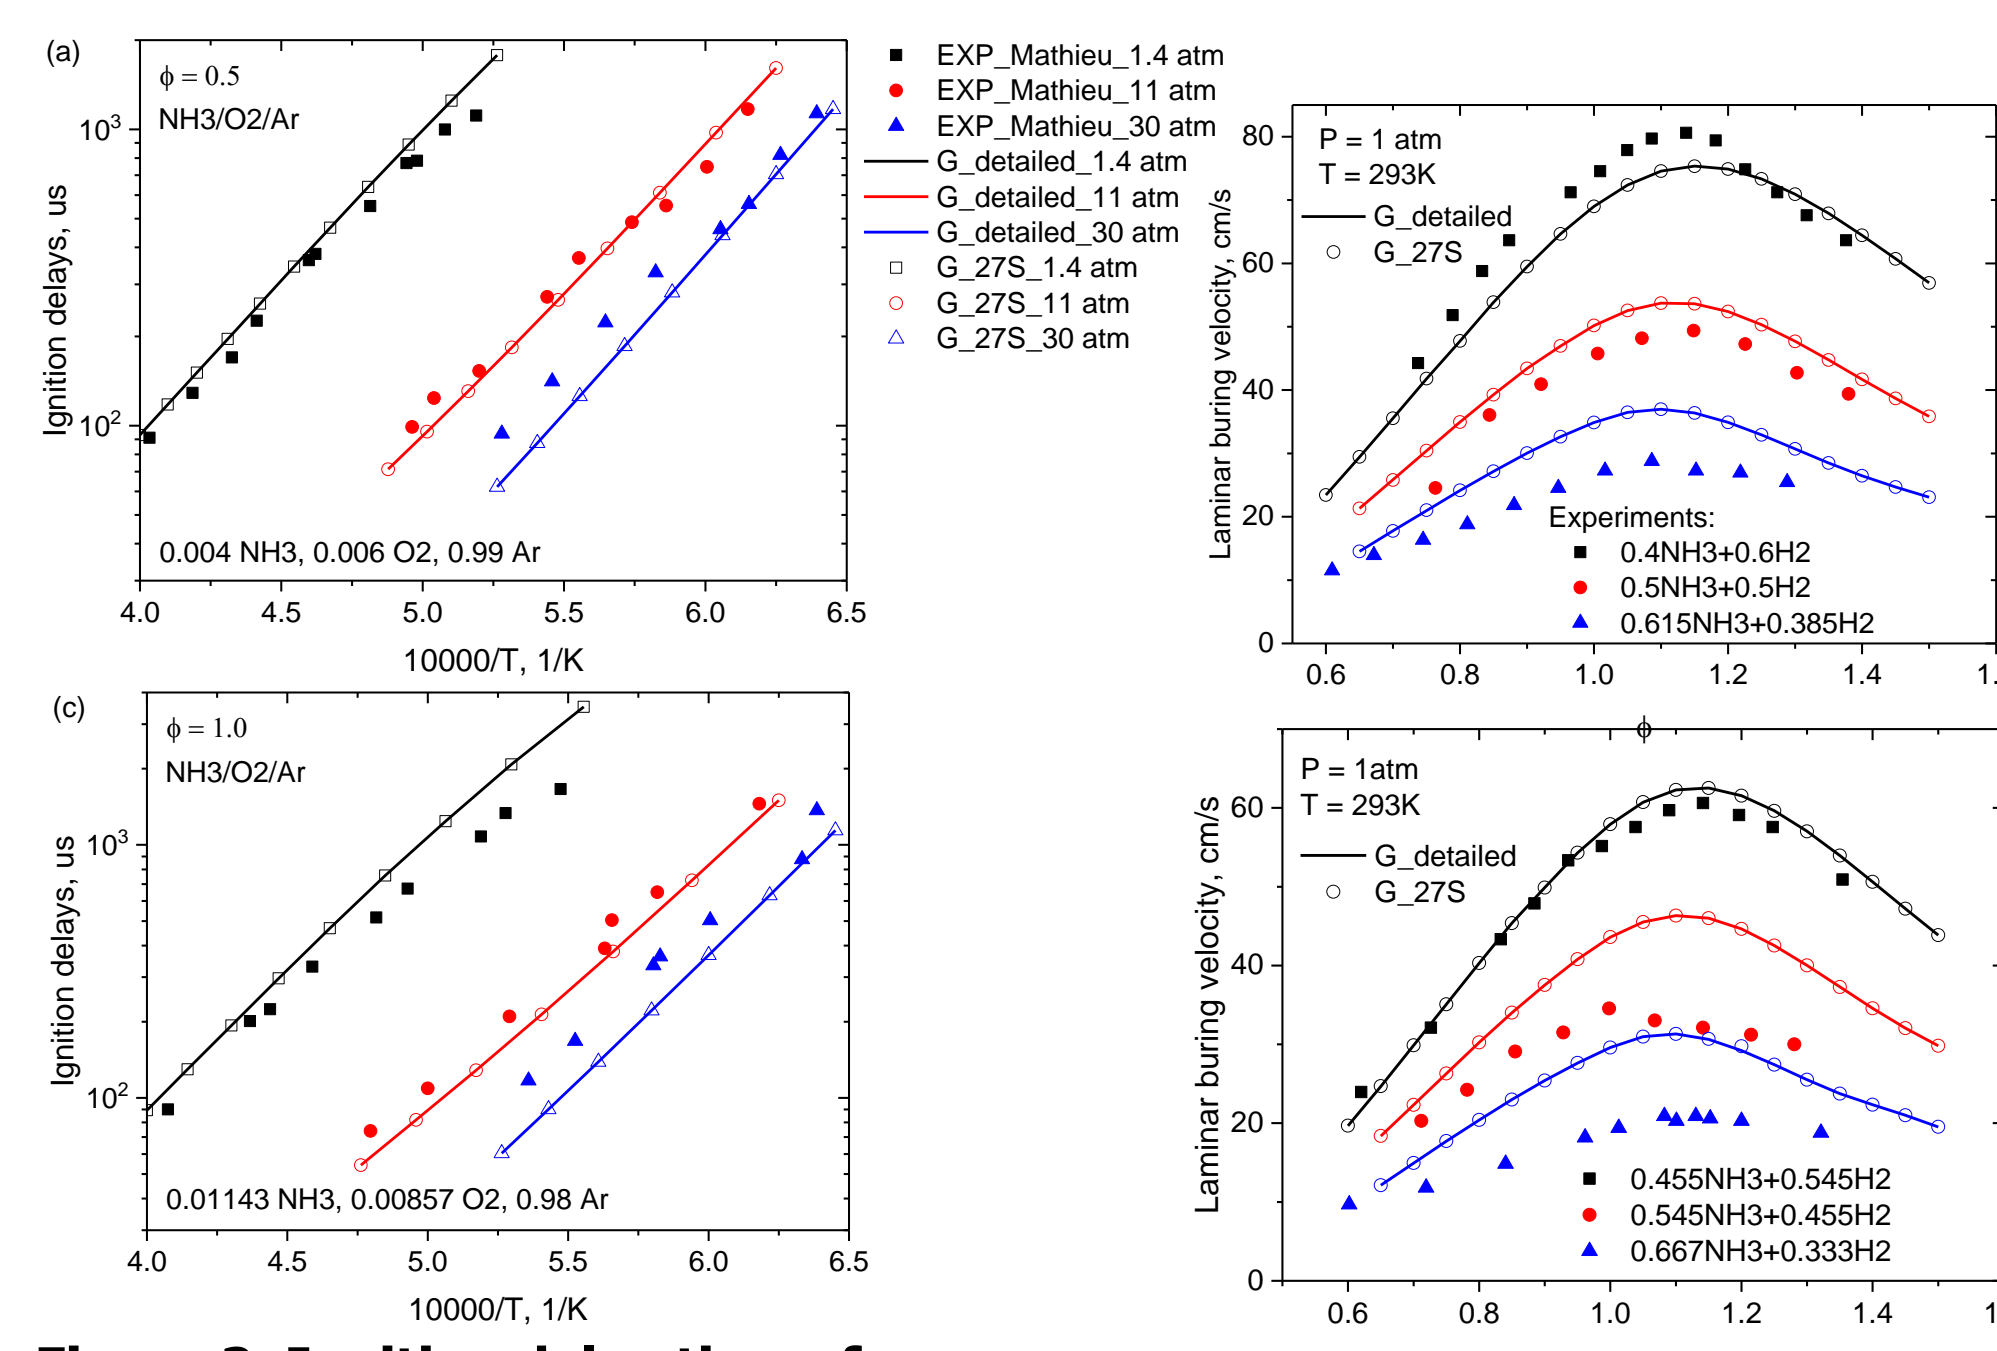 (a)
ϕ = 0.5
NH3/O2/Ar
10³
10²
Ignition delays, us
0.004 NH3, 0.006 O2, 0.99 Ar
4.0 4.5 5.0 5.5 6.0 6.5
10000/T, 1/K
EXP_Mathieu_1.4 atm
EXP_Mathieu_11 atm
EXP_Mathieu_30 atm
G_detailed_1.4 atm
G_detailed_11 atm
G_detailed_30 atm
G_27S_1.4 atm
G_27S_11 atm
G_27S_30 atm
P = 1 atm
T = 293K
G_detailed
G_27S
80
60
40
20
0
Laminar buring velocity, cm/s
Experiments:
0.4NH3+0.6H2
0.5NH3+0.5H2
0.615NH3+0.385H2
0.6 0.8 1.0 1.2 1.4 1.
ϕ
(c)
ϕ = 1.0
NH3/O2/Ar
10³
10²
Ignition delays, us
0.01143 NH3, 0.00857 O2, 0.98 Ar
4.0 4.5 5.0 5.5 6.0 6.5
10000/T, 1/K
P = 1atm
T = 293K
G_detailed
G_27S
60
40
20
0
Laminar buring velocity, cm/s
0.455NH3+0.545H2
0.545NH3+0.455H2
0.667NH3+0.333H2
0.6 0.8 1.0 1.2 1.4 1